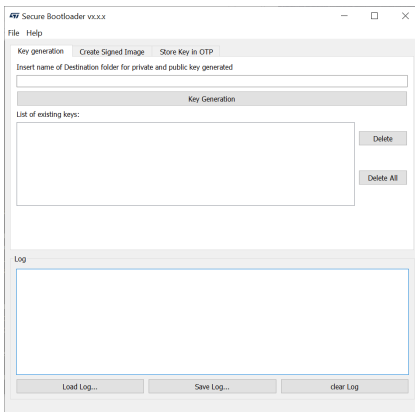 Secure Bootloader vx.x.x
File Help
Key generation Create Signed Image Store Key in OTP
Insert name of Destination folder for private and public key generated
Key Generation
List of existing keys:
Delete
Delete All
Log
Load Log... Save Log... clear Log